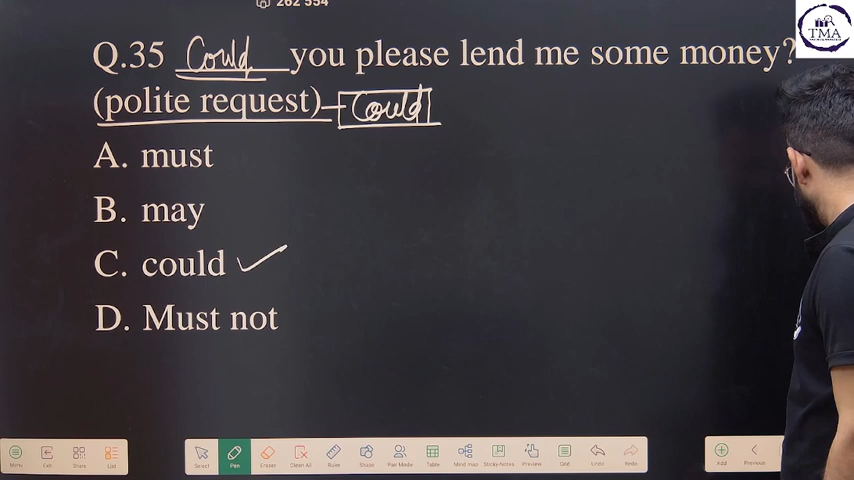 262 554
Q.35 Could you please lend me some money?
(polite request) - Could
A. must
B. may
C. could
D. Must not
TMA
Menu Exit Share List
Select Pen Eraser Clean All Ruler Shape Pair Mode Table Mind map Sticky-Notes Preview Grid Undo Redo
Add Previous